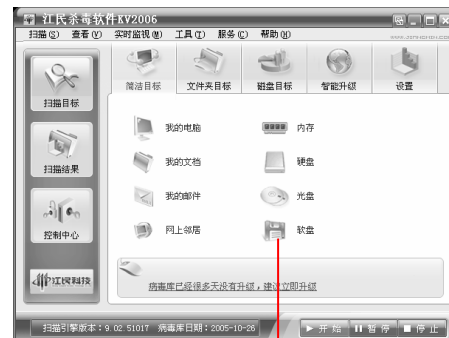 江民杀毒软件KV2006
扫描(S) 查看(V) 实时监视(M) 工具(T) 服务(C) 帮助(H)
简洁目标 文件夹目标 磁盘目标 智能升级 设置
扫描目标
扫描结果
控制中心
江民科技
我的电脑 内存
我的文档 硬盘
我的邮件 光盘
网上邻居 软盘
病毒库已经很多天没有升级，建议立即升级
扫描引擎版本：9.02.51017 病毒库日期：2005-10-26 开始 暂停 停止